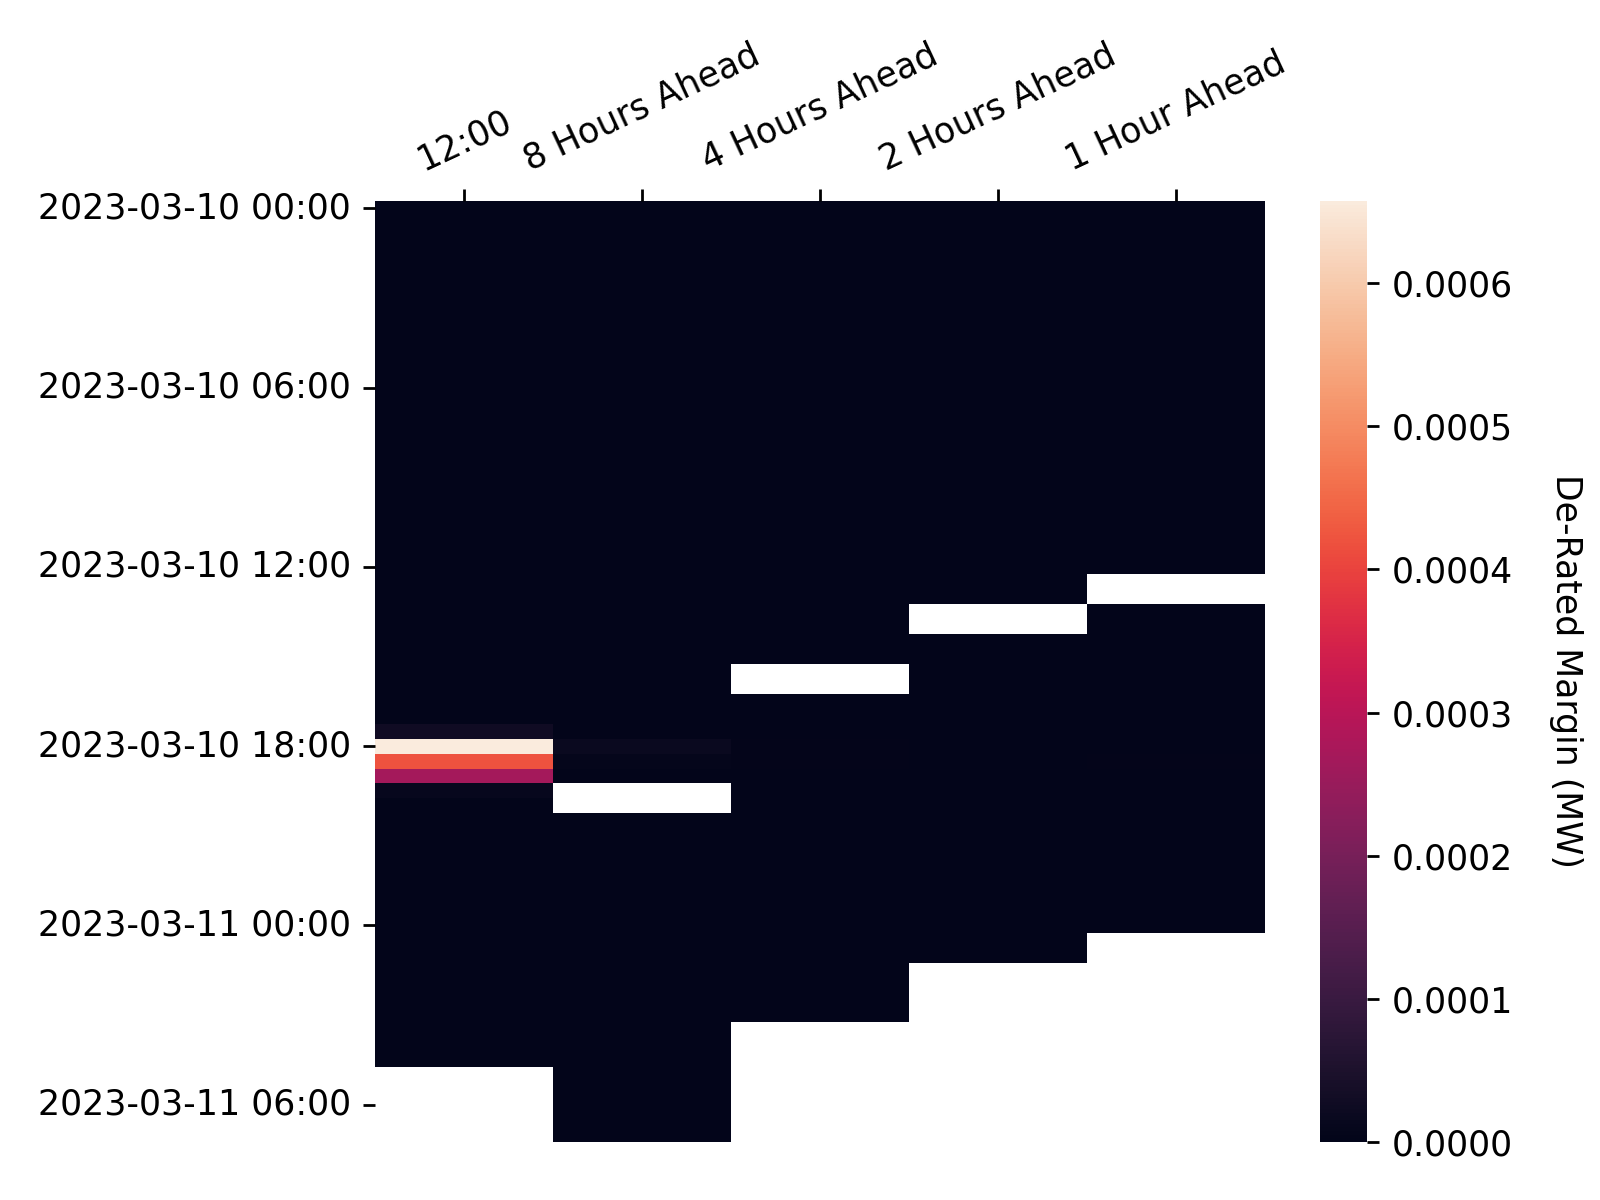 12:00
8 Hours Ahead
4 Hours Ahead
2 Hours Ahead
1 Hour Ahead
2023-03-10 00:00
2023-03-10 06:00
2023-03-10 12:00
2023-03-10 18:00
2023-03-11 00:00
2023-03-11 06:00
0.0006
0.0005
0.0004
0.0003
0.0002
0.0001
0.0000
De-Rated Margin (MW)